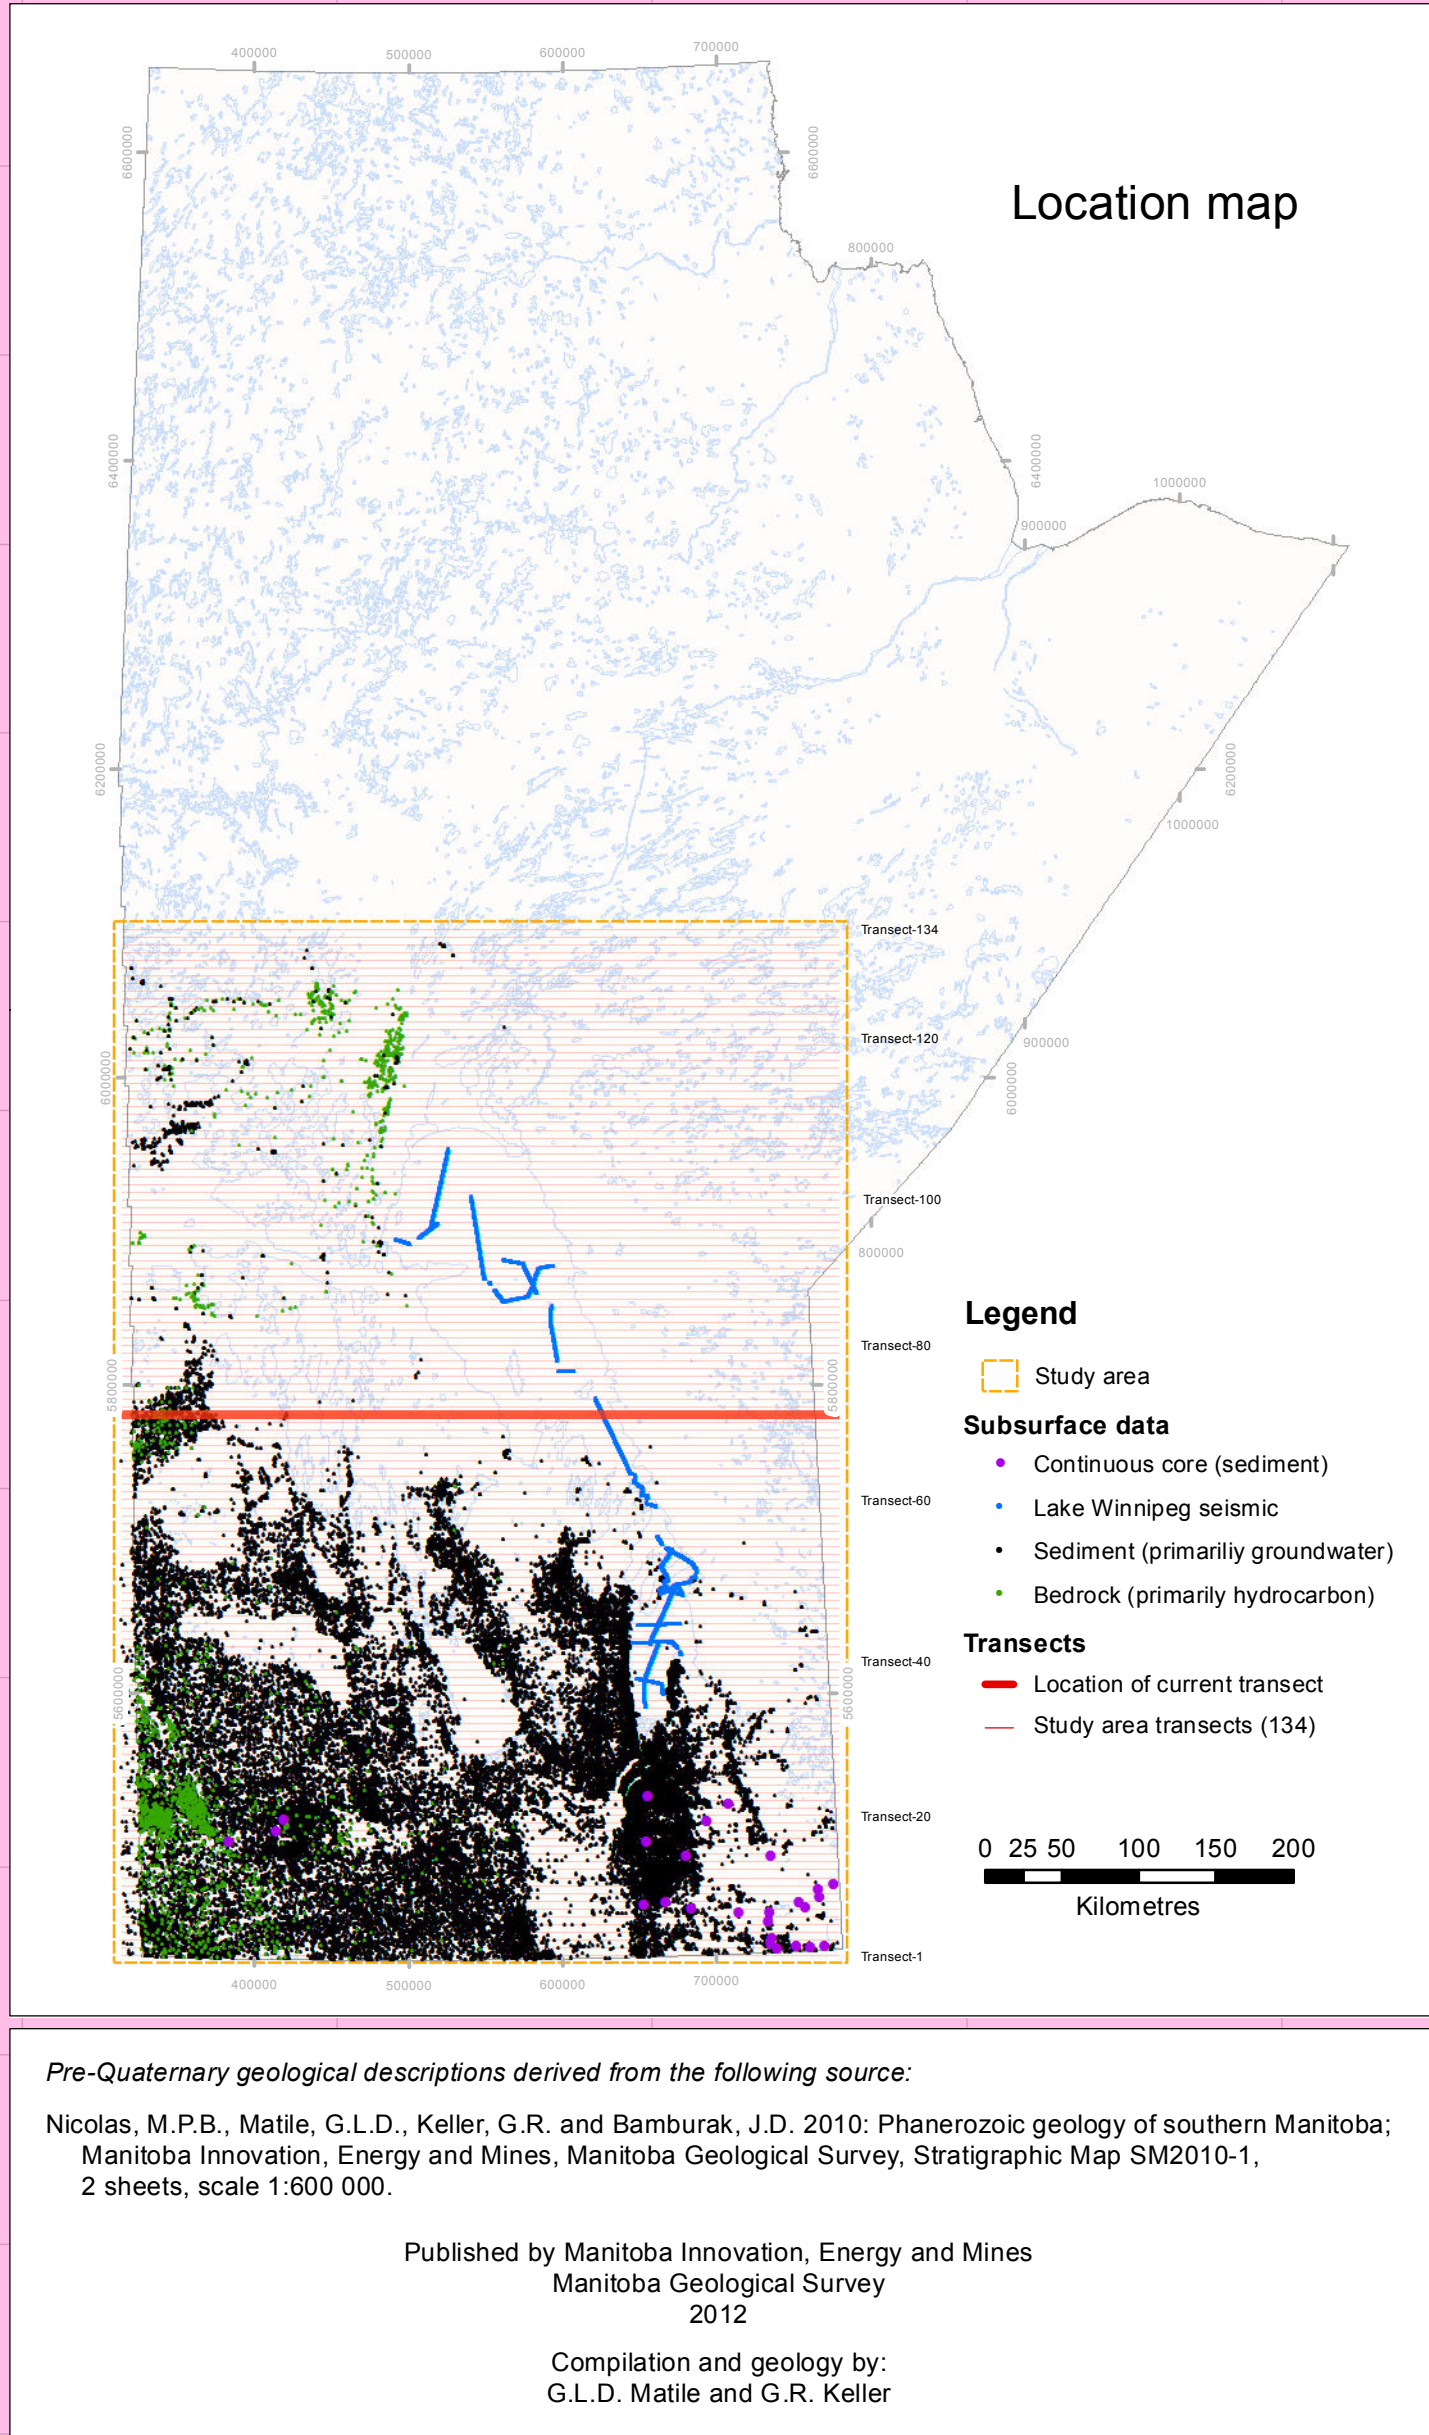 400000
500000
600000
700000
6600000
6600000
Location map
800000
6400000
6400000
1000000
900000
6200000
6200000
1000000
Transect-134
Transect-120
900000
6000000
6000000
Transect-100
800000
Legend
Transect-80
5800000
5800000
Study area
Subsurface data
Continuous core (sediment)
Transect-60
Lake Winnipeg seismic
Sediment (primariliy groundwater)
Bedrock (primarily hydrocarbon)
Transects
Transect-40
5600000
5600000
Location of current transect
Study area transects (134)
Transect-20
0 25 50 100 150 200
Kilometres
Transect-1
400000
500000
600000
700000
Pre-Quaternary geological descriptions derived from the following source:
Nicolas, M.P.B., Matile, G.L.D., Keller, G.R. and Bamburak, J.D. 2010: Phanerozoic geology of southern Manitoba;
Manitoba Innovation, Energy and Mines, Manitoba Geological Survey, Stratigraphic Map SM2010-1,
2 sheets, scale 1:600 000.
Published by Manitoba Innovation, Energy and Mines
Manitoba Geological Survey
2012
Compilation and geology by:
G.L.D. Matile and G.R. Keller